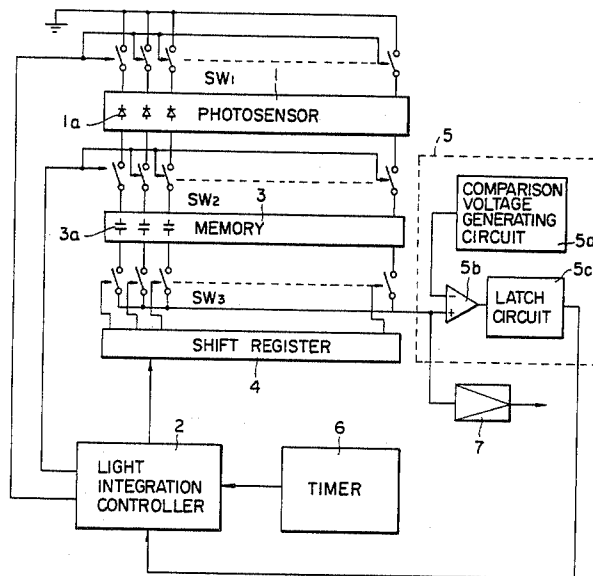 SW1
1
1a
PHOTOSENSOR
5
SW2
3
COMPARISON
VOLTAGE
GENERATING
CIRCUIT
5a
3a
MEMORY
5b
5c
LATCH
CIRCUIT
SW3
SHIFT REGISTER
4
7
2
6
LIGHT
INTEGRATION
CONTROLLER
TIMER